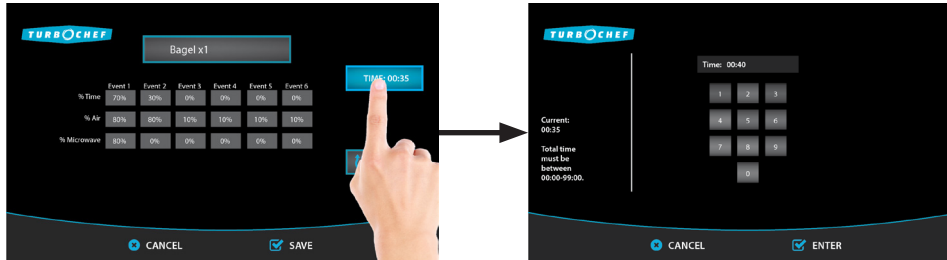 TURBOCHEF
Bagel x1
TIME: 00:35
Event 1 Event 2 Event 3 Event 4 Event 5 Event 6
% Time 70% 30% 0% 0% 0% 0%
% Air 80% 80% 10% 10% 10% 10%
% Microwave 80% 0% 0% 0% 0% 0%
CANCEL SAVE
TURBOCHEF
Time: 00:40
1 2 3
4 5 6
7 8 9
0
Current:
00:35
Total time
must be
between
00:00-99:00.
CANCEL ENTER